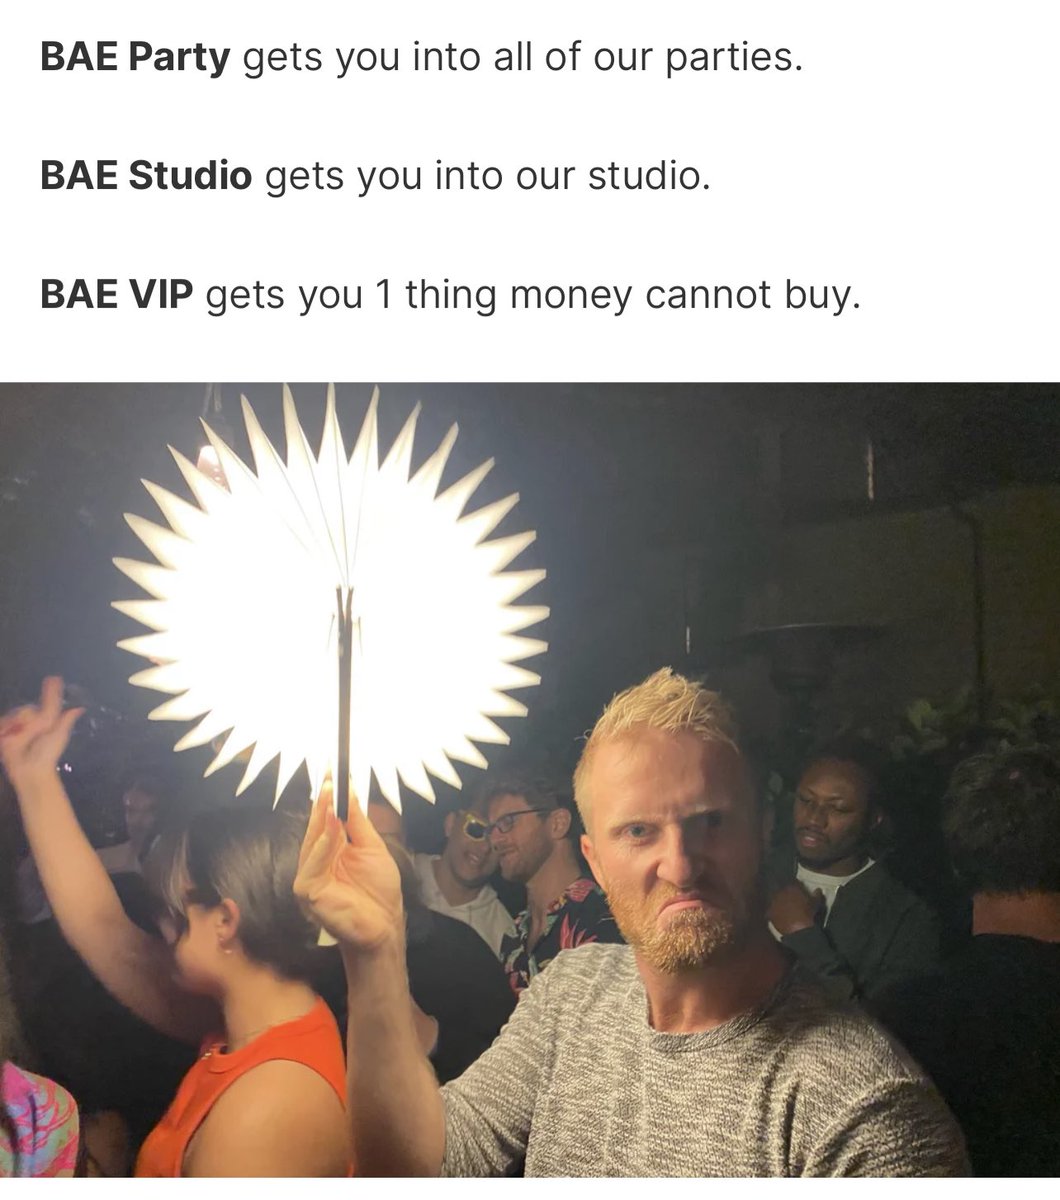 BAE Party gets you into all of our parties.
BAE Studio gets you into our studio.
BAE VIP gets you 1 thing money cannot buy.